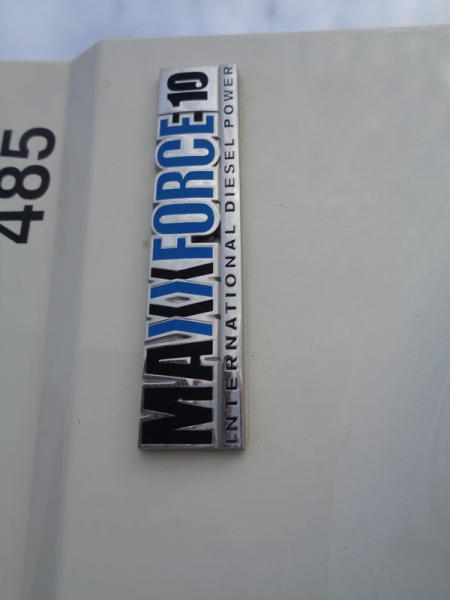 485
MAXXFORCE 10
INTERNATIONAL DIESEL POWER